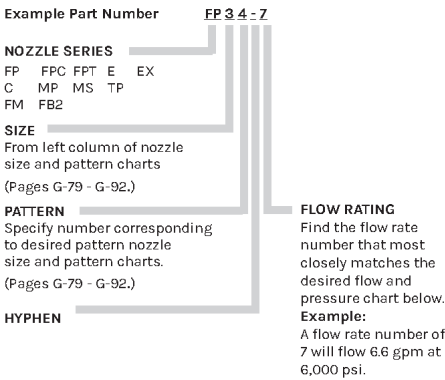 Example Part Number FP 3 4 - 7
NOZZLE SERIES
FP FPC FPT E EX
C MP MS TP
FM FB2
SIZE
From left column of nozzle
size and pattern charts
(Pages G-79 - G-92.)
PATTERN
Specify number corresponding
to desired pattern nozzle
size and pattern charts.
(Pages G-79 - G-92.)
HYPHEN
FLOW RATING
Find the flow rate
number that most
closely matches the
desired flow and
pressure chart below.
Example:
A flow rate number of
7 will flow 6.6 gpm at
6,000 psi.